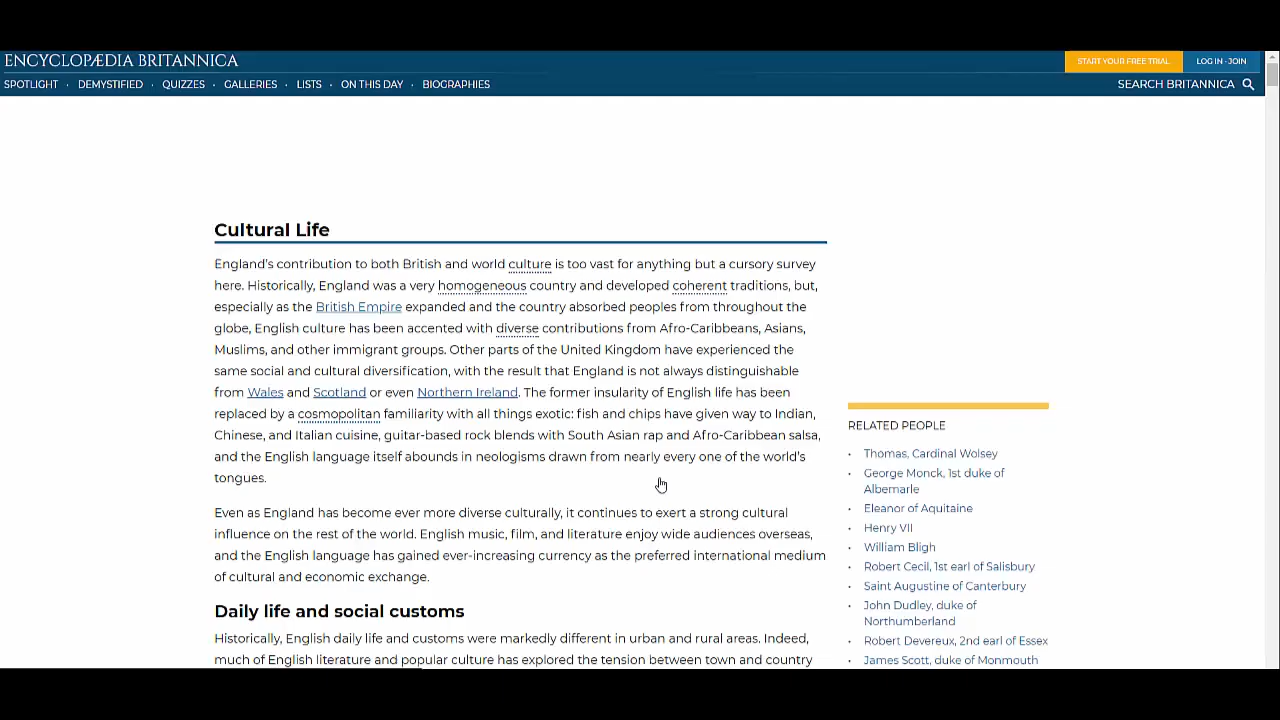 ENCYCLOPÆDIA BRITANNICA
START YOUR FREE TRIAL
LOG IN · JOIN
SPOTLIGHT · DEMYSTIFIED · QUIZZES · GALLERIES · LISTS · ON THIS DAY · BIOGRAPHIES
SEARCH BRITANNICA
Cultural Life
England's contribution to both British and world culture is too vast for anything but a cursory survey
here. Historically, England was a very homogeneous country and developed coherent traditions, but,
especially as the British Empire expanded and the country absorbed peoples from throughout the
globe, English culture has been accented with diverse contributions from Afro-Caribbeans, Asians,
Muslims, and other immigrant groups. Other parts of the United Kingdom have experienced the
same social and cultural diversification, with the result that England is not always distinguishable
from Wales and Scotland or even Northern Ireland. The former insularity of English life has been
replaced by a cosmopolitan familiarity with all things exotic: fish and chips have given way to Indian,
Chinese, and Italian cuisine, guitar-based rock blends with South Asian rap and Afro-Caribbean salsa,
and the English language itself abounds in neologisms drawn from nearly every one of the world's
tongues.
Even as England has become ever more diverse culturally, it continues to exert a strong cultural
influence on the rest of the world. English music, film, and literature enjoy wide audiences overseas,
and the English language has gained ever-increasing currency as the preferred international medium
of cultural and economic exchange.
Daily life and social customs
Historically, English daily life and customs were markedly different in urban and rural areas. Indeed,
much of English literature and popular culture has explored the tension between town and country
RELATED PEOPLE
· Thomas, Cardinal Wolsey
· George Monck, 1st duke of
Albemarle
· Eleanor of Aquitaine
· Henry VII
· William Bligh
· Robert Cecil, 1st earl of Salisbury
· Saint Augustine of Canterbury
· John Dudley, duke of
Northumberland
· Robert Devereux, 2nd earl of Essex
· James Scott, duke of Monmouth